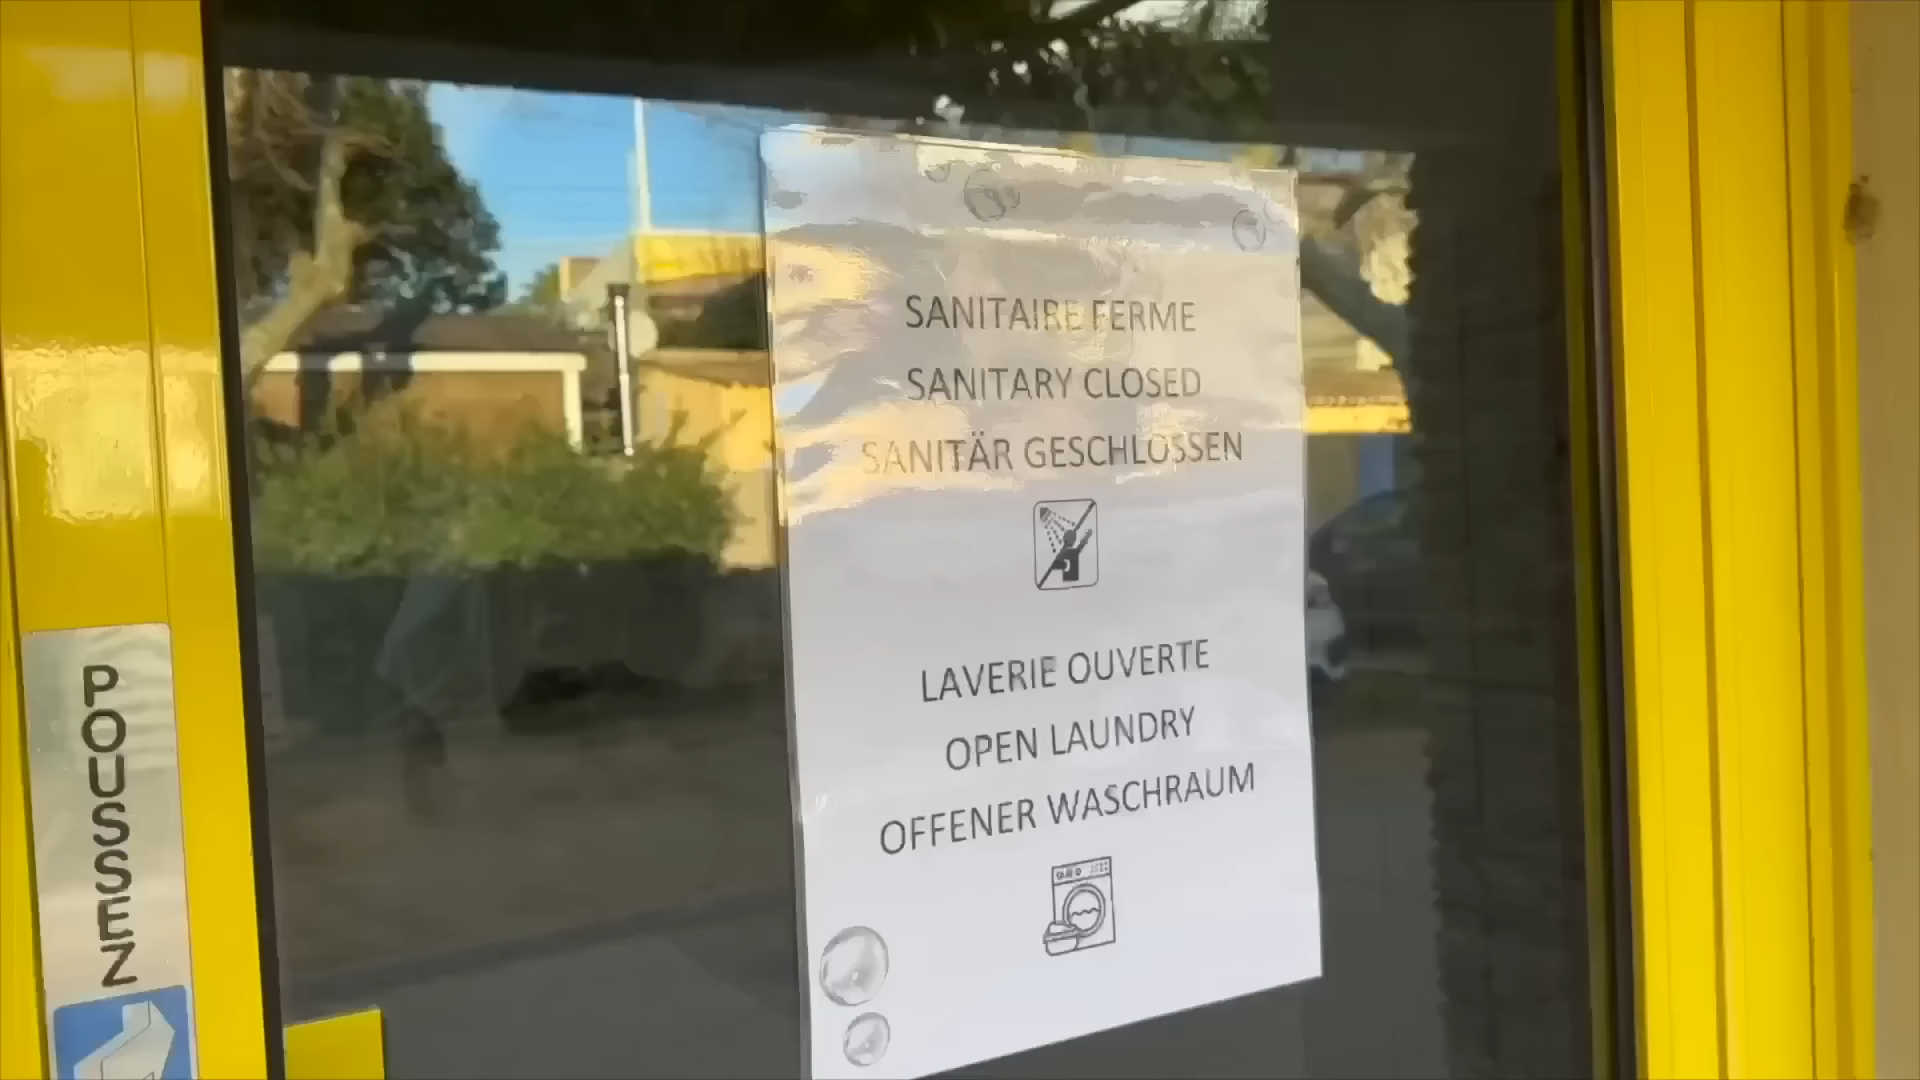 SANITAIRE FERME
SANITARY CLOSED
SANITÄR GESCHLOSSEN
LAVERIE OUVERTE
OPEN LAUNDRY
OFFENER WASCHRAUM
POUSSEZ